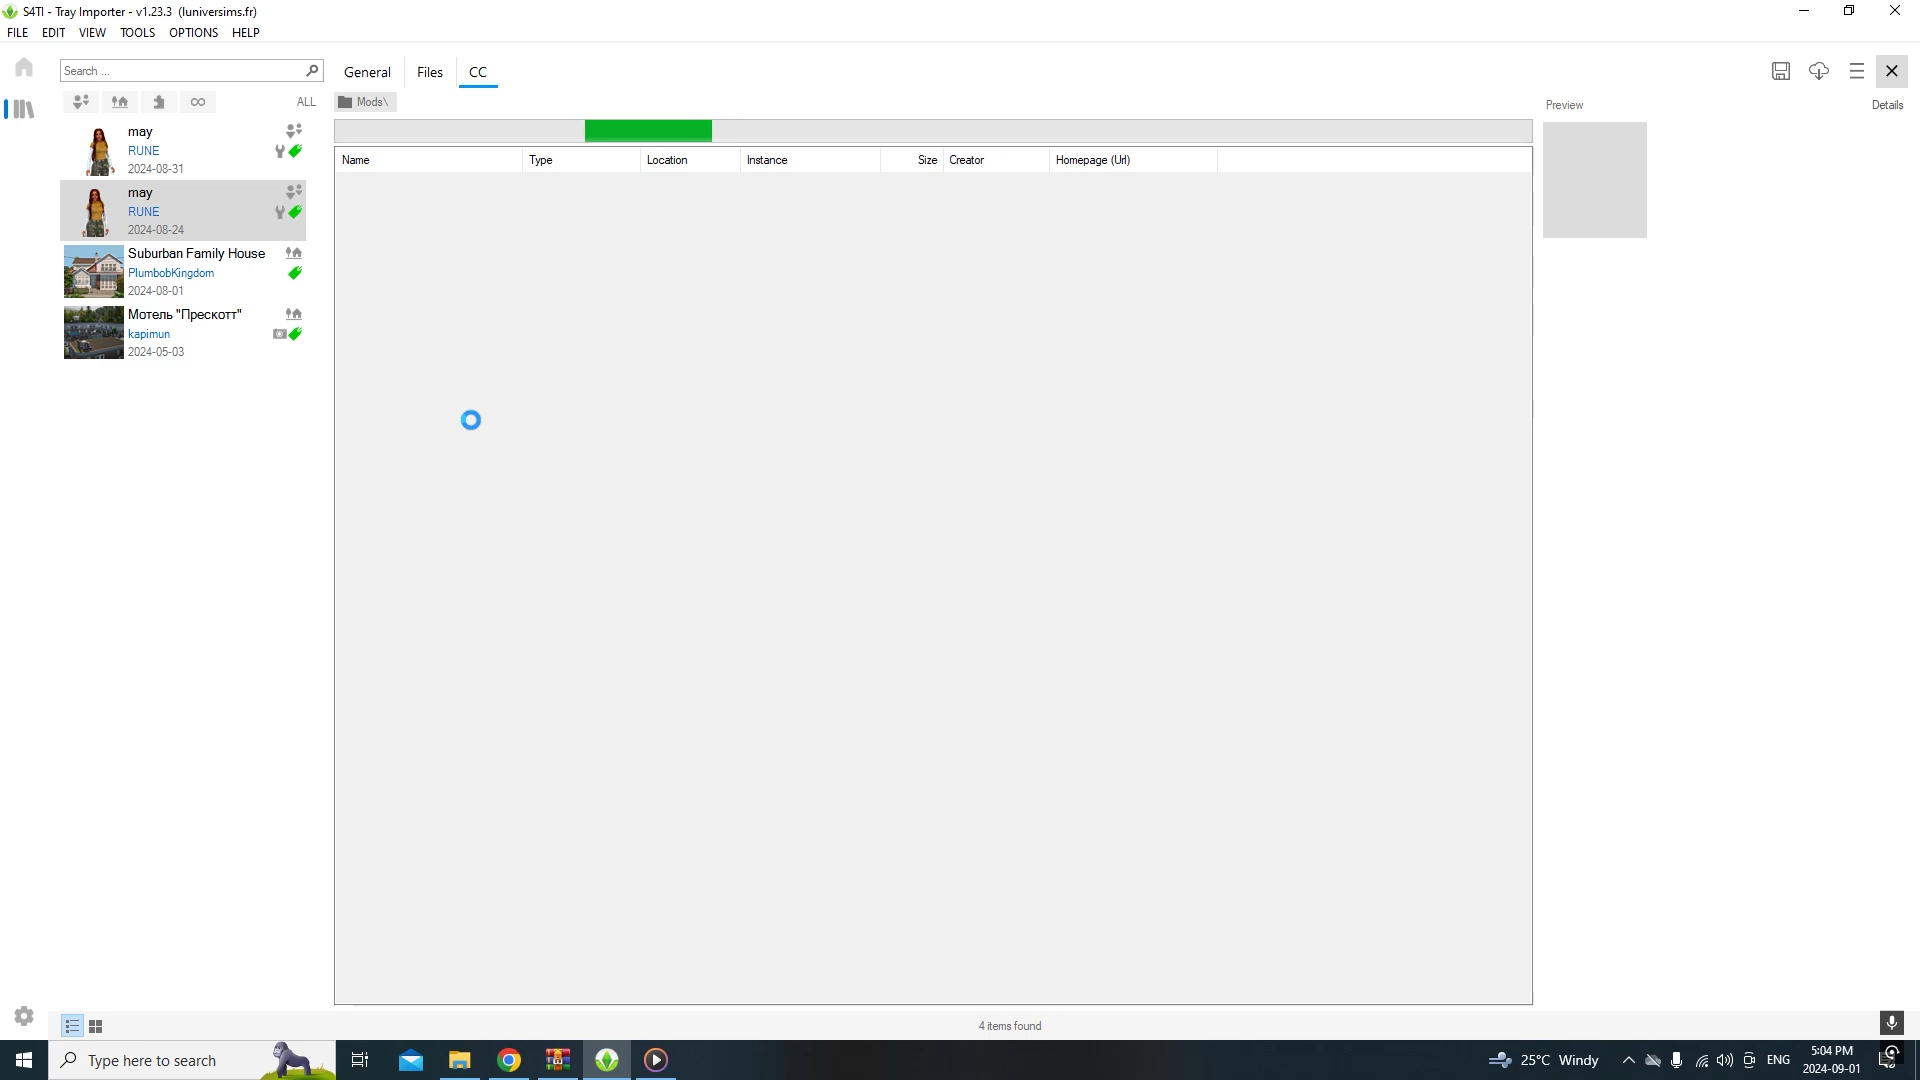 S4TI - Tray Importer - v1.23.3 (luniversims.fr)
FILE EDIT VIEW TOOLS OPTIONS HELP
Search ...
General Files CC
ALL
Mods\
Preview Details
Name Type Location Instance Size Creator Homepage (Url)
may
RUNE
2024-08-31
may
RUNE
2024-08-24
Suburban Family House
PlumbobKingdom
2024-08-01
Мотель "Прескотт"
kapimun
2024-05-03
4 items found
Type here to search
25°C Windy
ENG
5:04 PM
2024-09-01